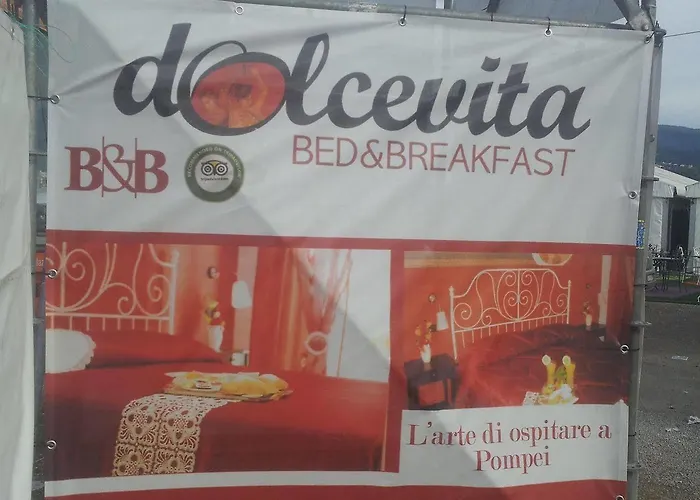 dolcevita
BED&BREAKFAST
B&B
L'arte di ospitare a
Pompei